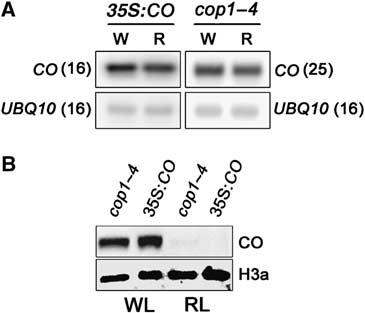 A
35S:CO cop1-4
W R W R
CO (16) CO (25)
UBQ10 (16) UBQ10 (16)
B
cop1-4 35S:CO cop1-4 35S:CO
CO
H3a
WL RL